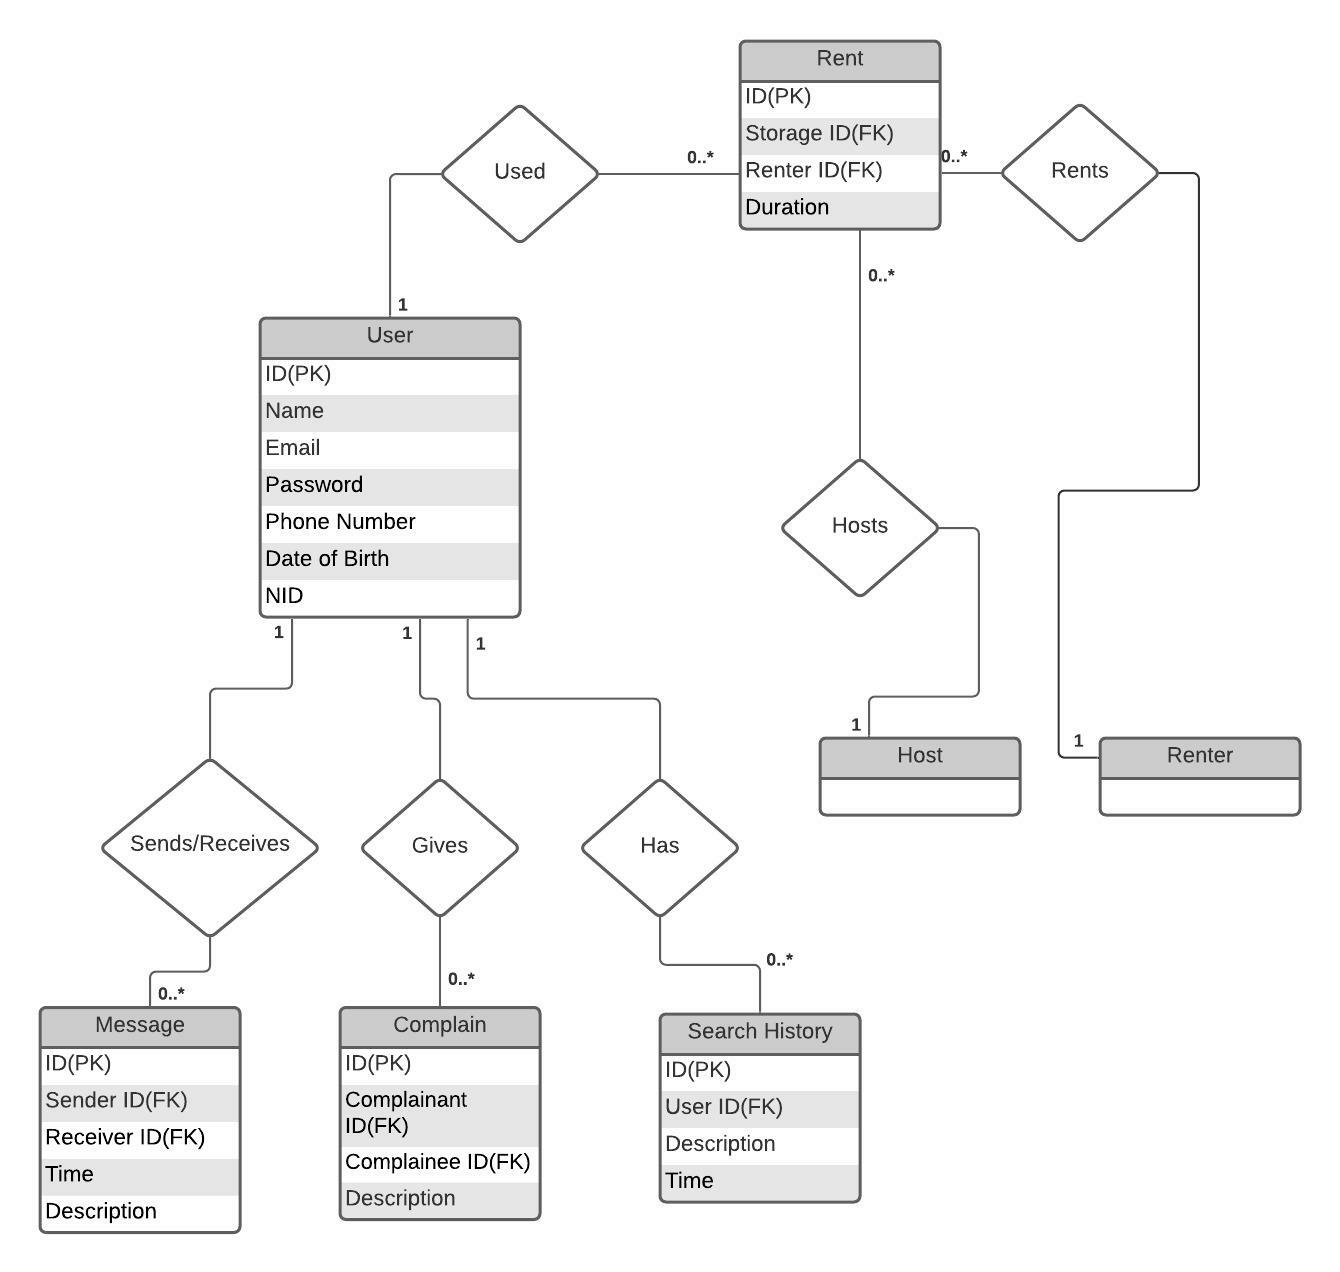 Rent
ID(PK)
Storage ID(FK)
Renter ID(FK)
Duration
Used
0..*
0..*
Rents
1
0..*
User
ID(PK)
Name
Email
Password
Phone Number
Date of Birth
NID
Hosts
1
1
1
1
Host
1
Renter
Sends/Receives
Gives
Has
0..*
0..*
0..*
Message
ID(PK)
Sender ID(FK)
Receiver ID(FK)
Time
Description
Complain
ID(PK)
Complainant
ID(FK)
Complainee ID(FK)
Description
Search History
ID(PK)
User ID(FK)
Description
Time